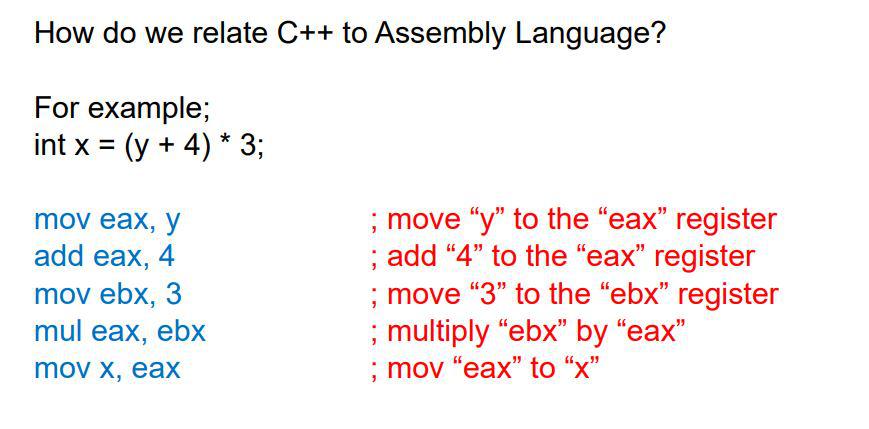 How do we relate C++ to Assembly Language?
For example;
int x = (y + 4) * 3;
mov eax, y ; move “y” to the “eax” register
add eax, 4 ; add “4” to the “eax” register
mov ebx, 3 ; move “3” to the “ebx” register
mul eax, ebx ; multiply “ebx” by “eax”
mov x, eax ; mov “eax” to “x”